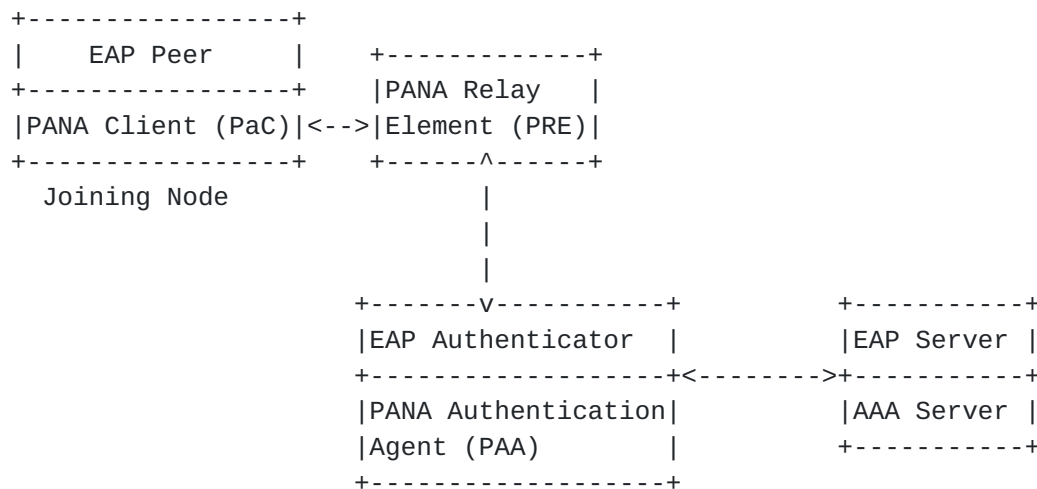 EAP Peer
PANA Relay
PANA Client (PaC)<-->Element (PRE)
Joining Node
EAP Authenticator
EAP Server
PANA Authentication
AAA Server
Agent (PAA)